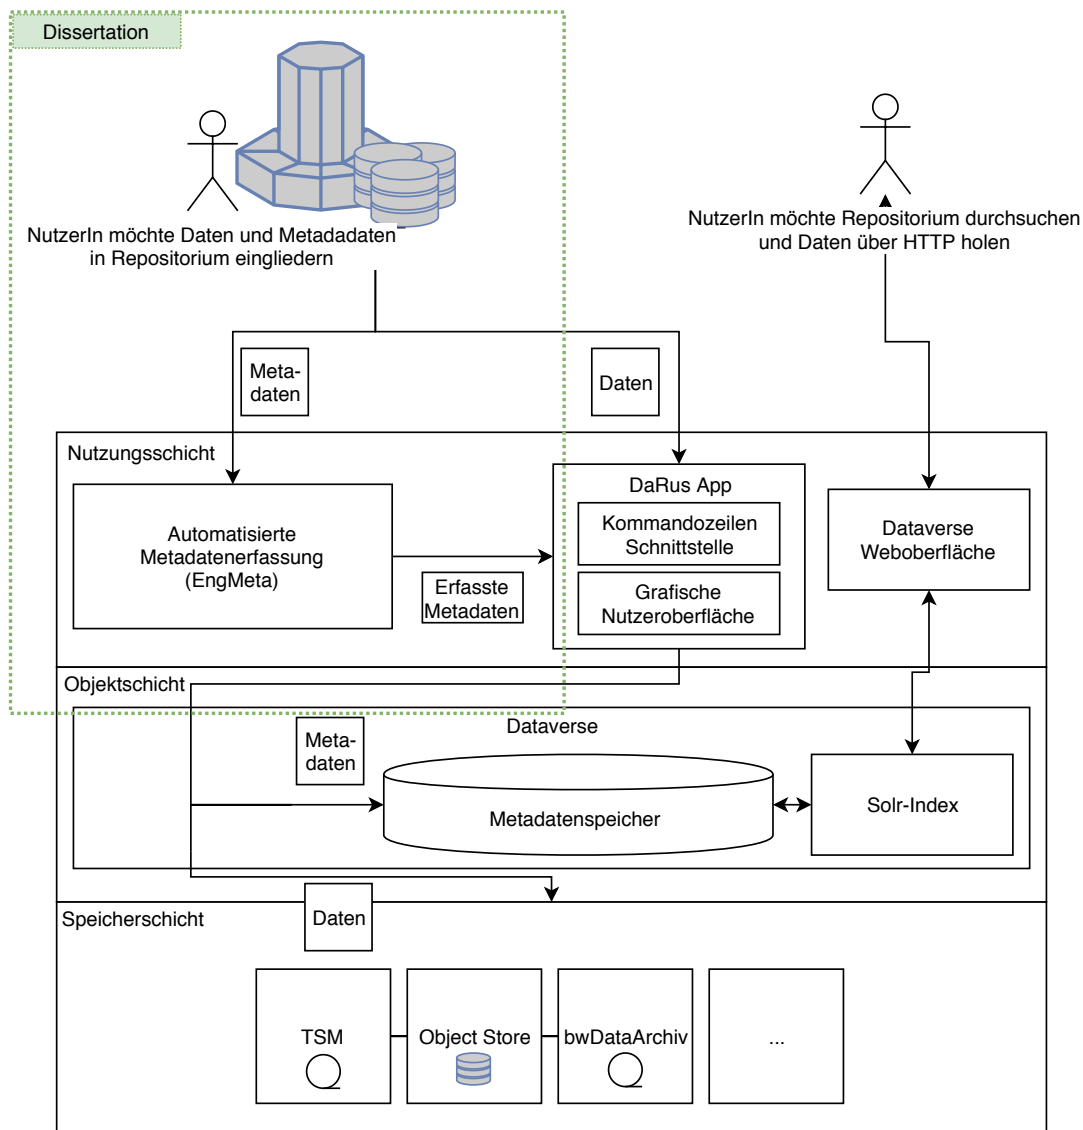 Dissertation
NutzerIn möchte Daten und Metadadaten
in Repositorium eingliedern
NutzerIn möchte Repositorium durchsuchen
und Daten über HTTP holen
Meta-
daten
Daten
Nutzungsschicht
Automatisierte
Metadatenerfassung
(EngMeta)
Erfasste
Metadaten
DaRus App
Kommandozeilen
Schnittstelle
Grafische
Nutzeroberfläche
Dataverse
Weboberfläche
Objektschicht
Dataverse
Meta-
daten
Metadatenspeicher
Solr-Index
Daten
Speicherschicht
TSM
Object Store
bwDataArchiv
...